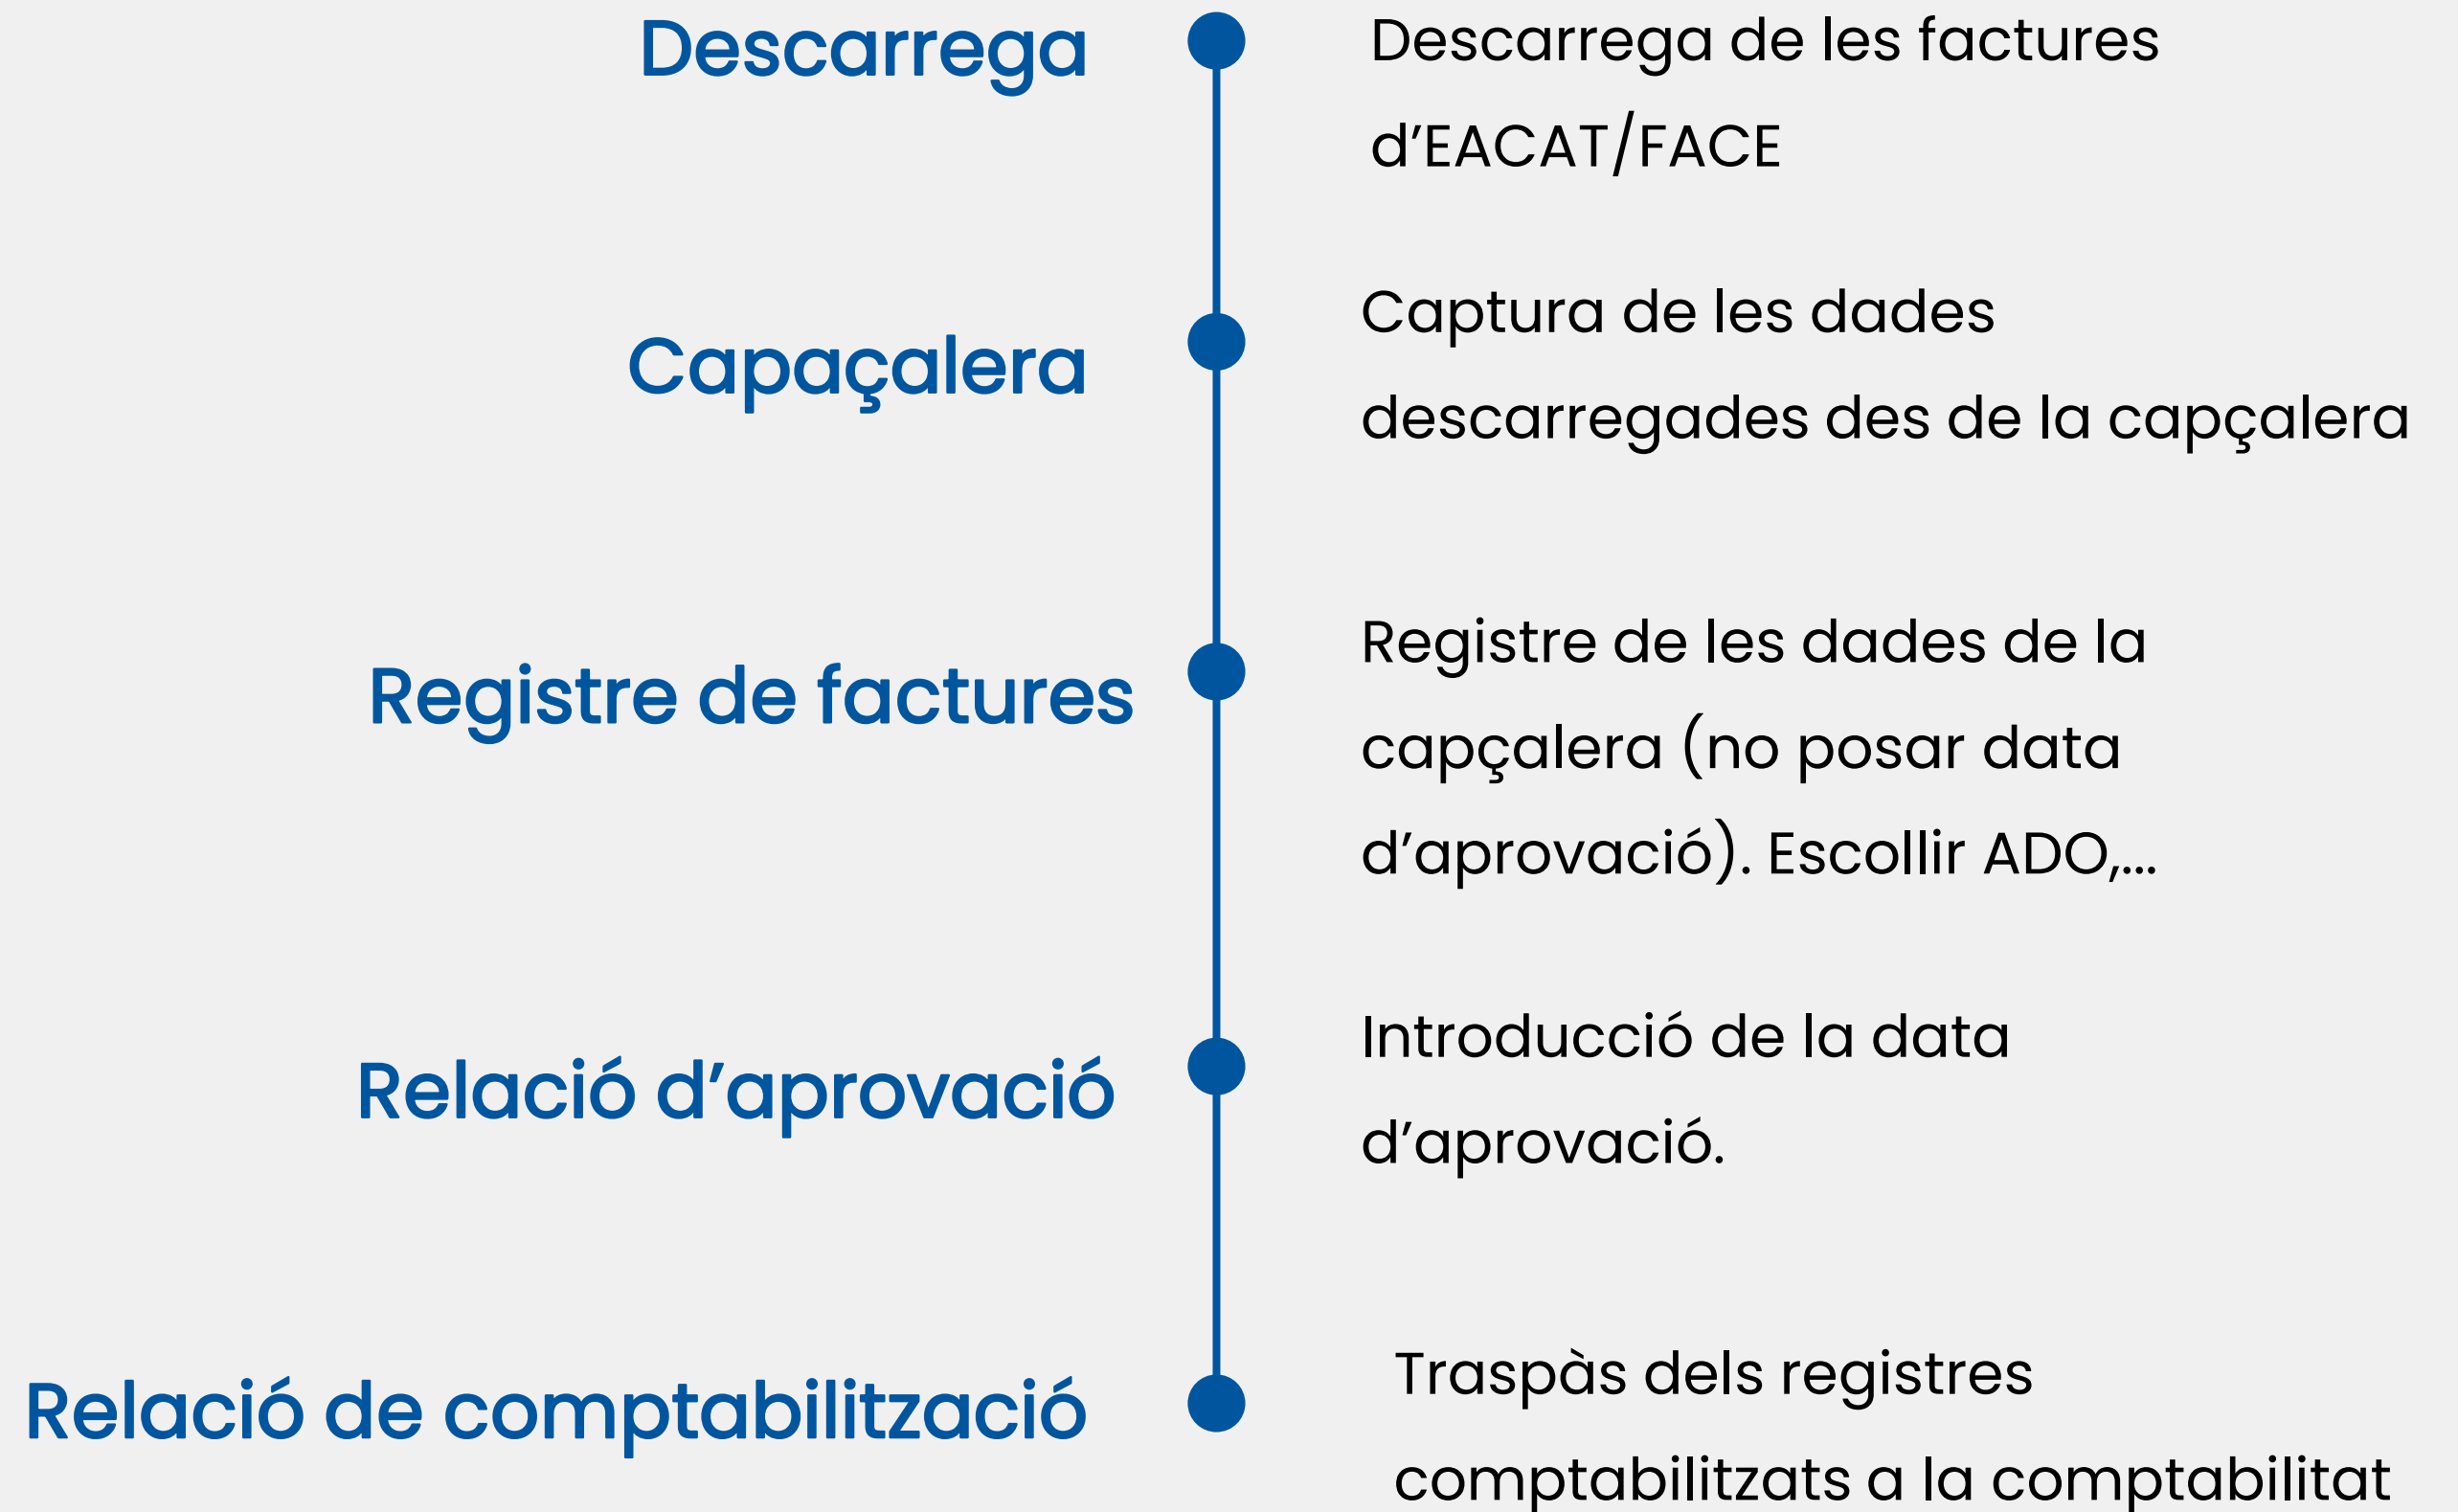 Descarrega
Descarrega de les factures
d’EACAT/FACE
Capaçalera
Captura de les dades
descarregades des de la capçalera
Registre de factures
Registre de les dades de la
capçalera (no posar data
d’aprovació). Escollir ADO,...
Relació d’aprovació
Introducció de la data
d’aprovació.
Relació de comptabilització
Traspàs dels registres
comptabilitzats a la comptabilitat